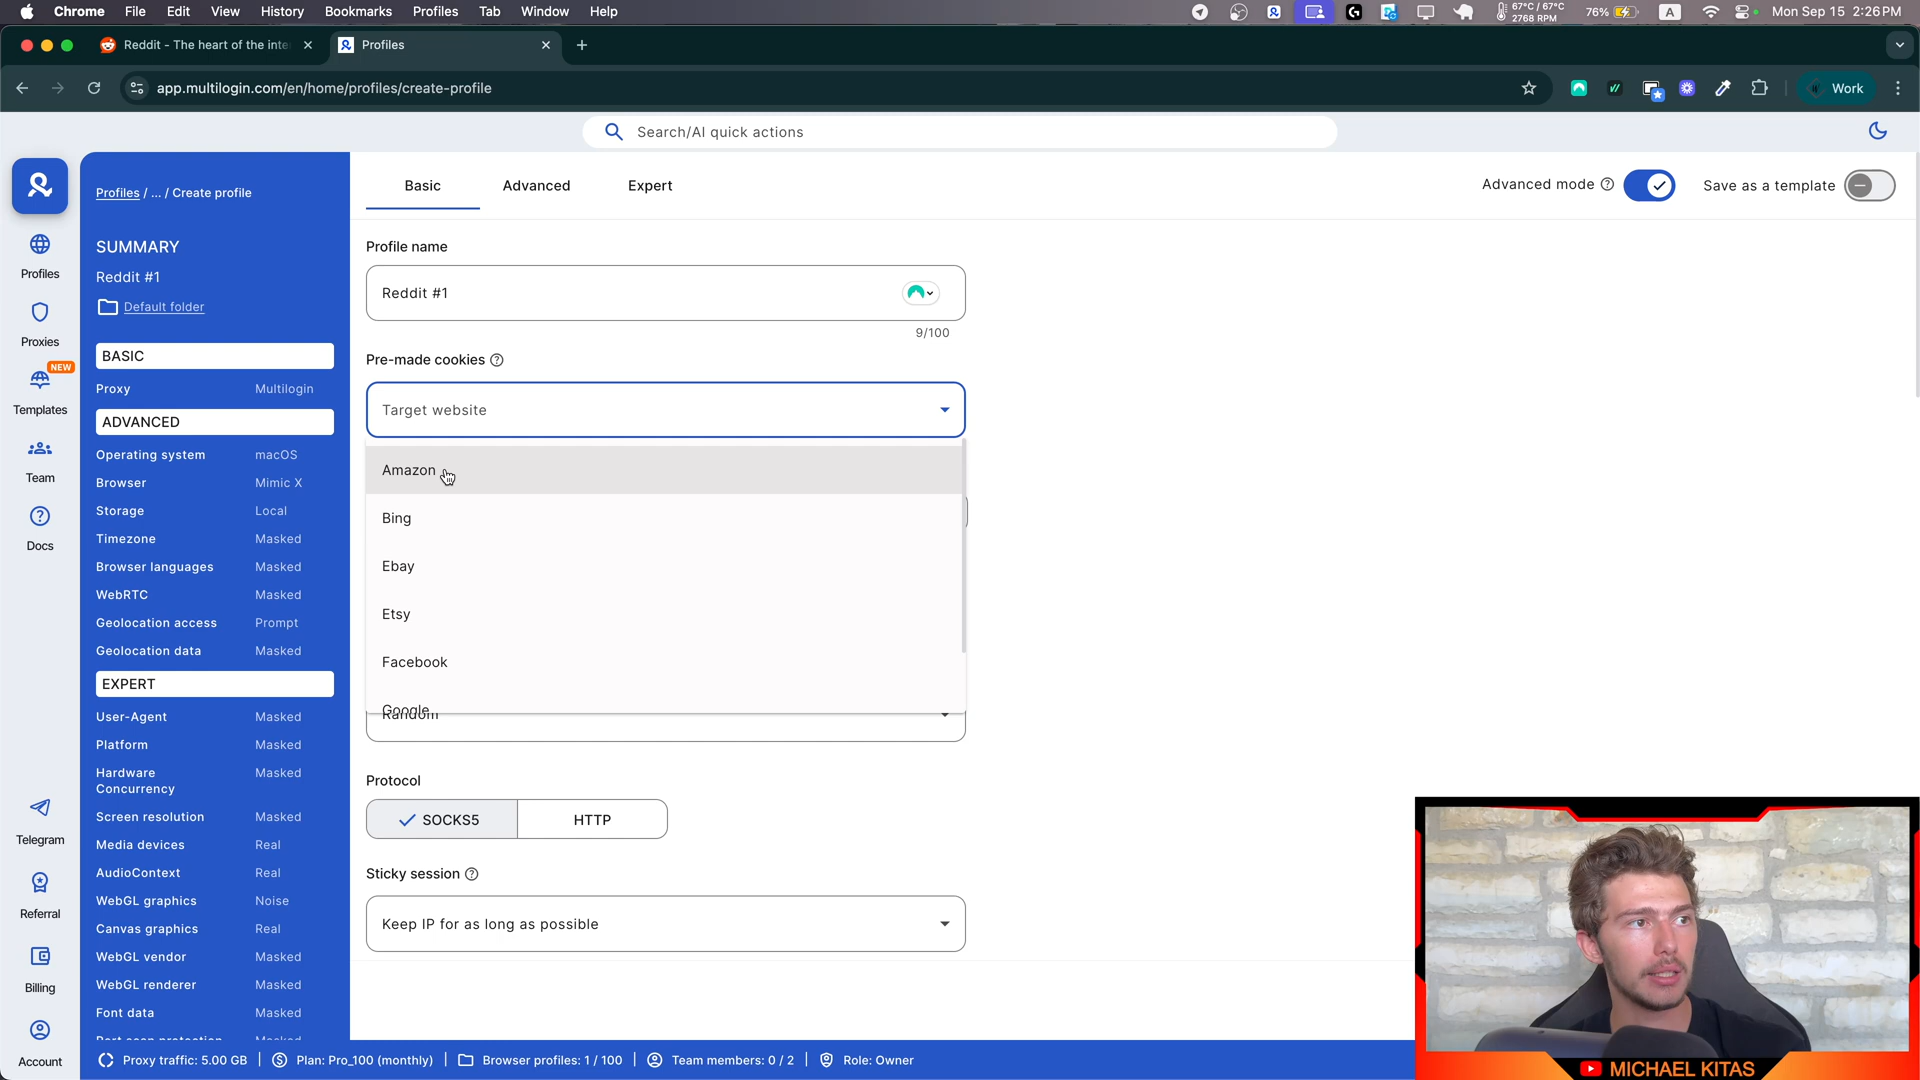 Chrome File Edit View History Bookmarks Profiles Tab Window Help
67°C / 67°C
2768 RPM
76% A Mon Sep 15 2:26 PM
Reddit - The heart of the inter
Profiles
app.multilogin.com/en/home/profiles/create-profile
Work
Search/AI quick actions
Profiles
Proxies
NEW
Templates
Team
Docs
Telegram
Referral
Billing
Account
Profiles / ... / Create profile
SUMMARY
Reddit #1
Default folder
BASIC
Proxy Multilogin
ADVANCED
Operating system macOS
Browser Mimic X
Storage Local
Timezone Masked
Browser languages Masked
WebRTC Masked
Geolocation access Prompt
Geolocation data Masked
EXPERT
User-Agent Masked
Platform Masked
Hardware Masked
Concurrency
Screen resolution Masked
Media devices Real
AudioContext Real
WebGL graphics Noise
Canvas graphics Real
WebGL vendor Masked
WebGL renderer Masked
Font data Masked
Basic Advanced Expert
Advanced mode Save as a template
Profile name
Reddit #1
9/100
Pre-made cookies
Target website
Amazon
Bing
Ebay
Etsy
Facebook
Google
Random
Protocol
SOCKS5 HTTP
Sticky session
Keep IP for as long as possible
Proxy traffic: 5.00 GB Plan: Pro_100 (monthly) Browser profiles: 1 / 100 Team members: 0 / 2 Role: Owner
MICHAEL KITAS